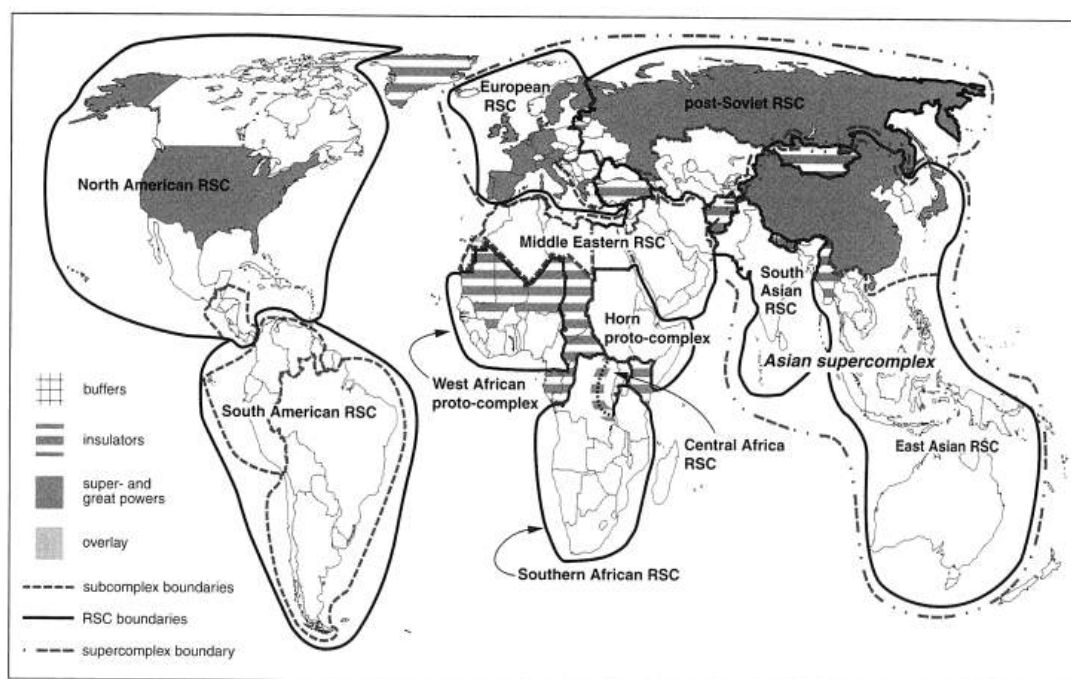 European
RSC
post-Soviet RSC
North American RSC
Middle Eastern RSC
South
Asian
RSC
Horn
proto-complex
Asian supercomplex
West African
proto-complex
South American RSC
Central Africa
RSC
East Asian RSC
Southern African RSC
buffers
insulators
super- and
great powers
overlay
subcomplex boundaries
RSC boundaries
supercomplex boundary